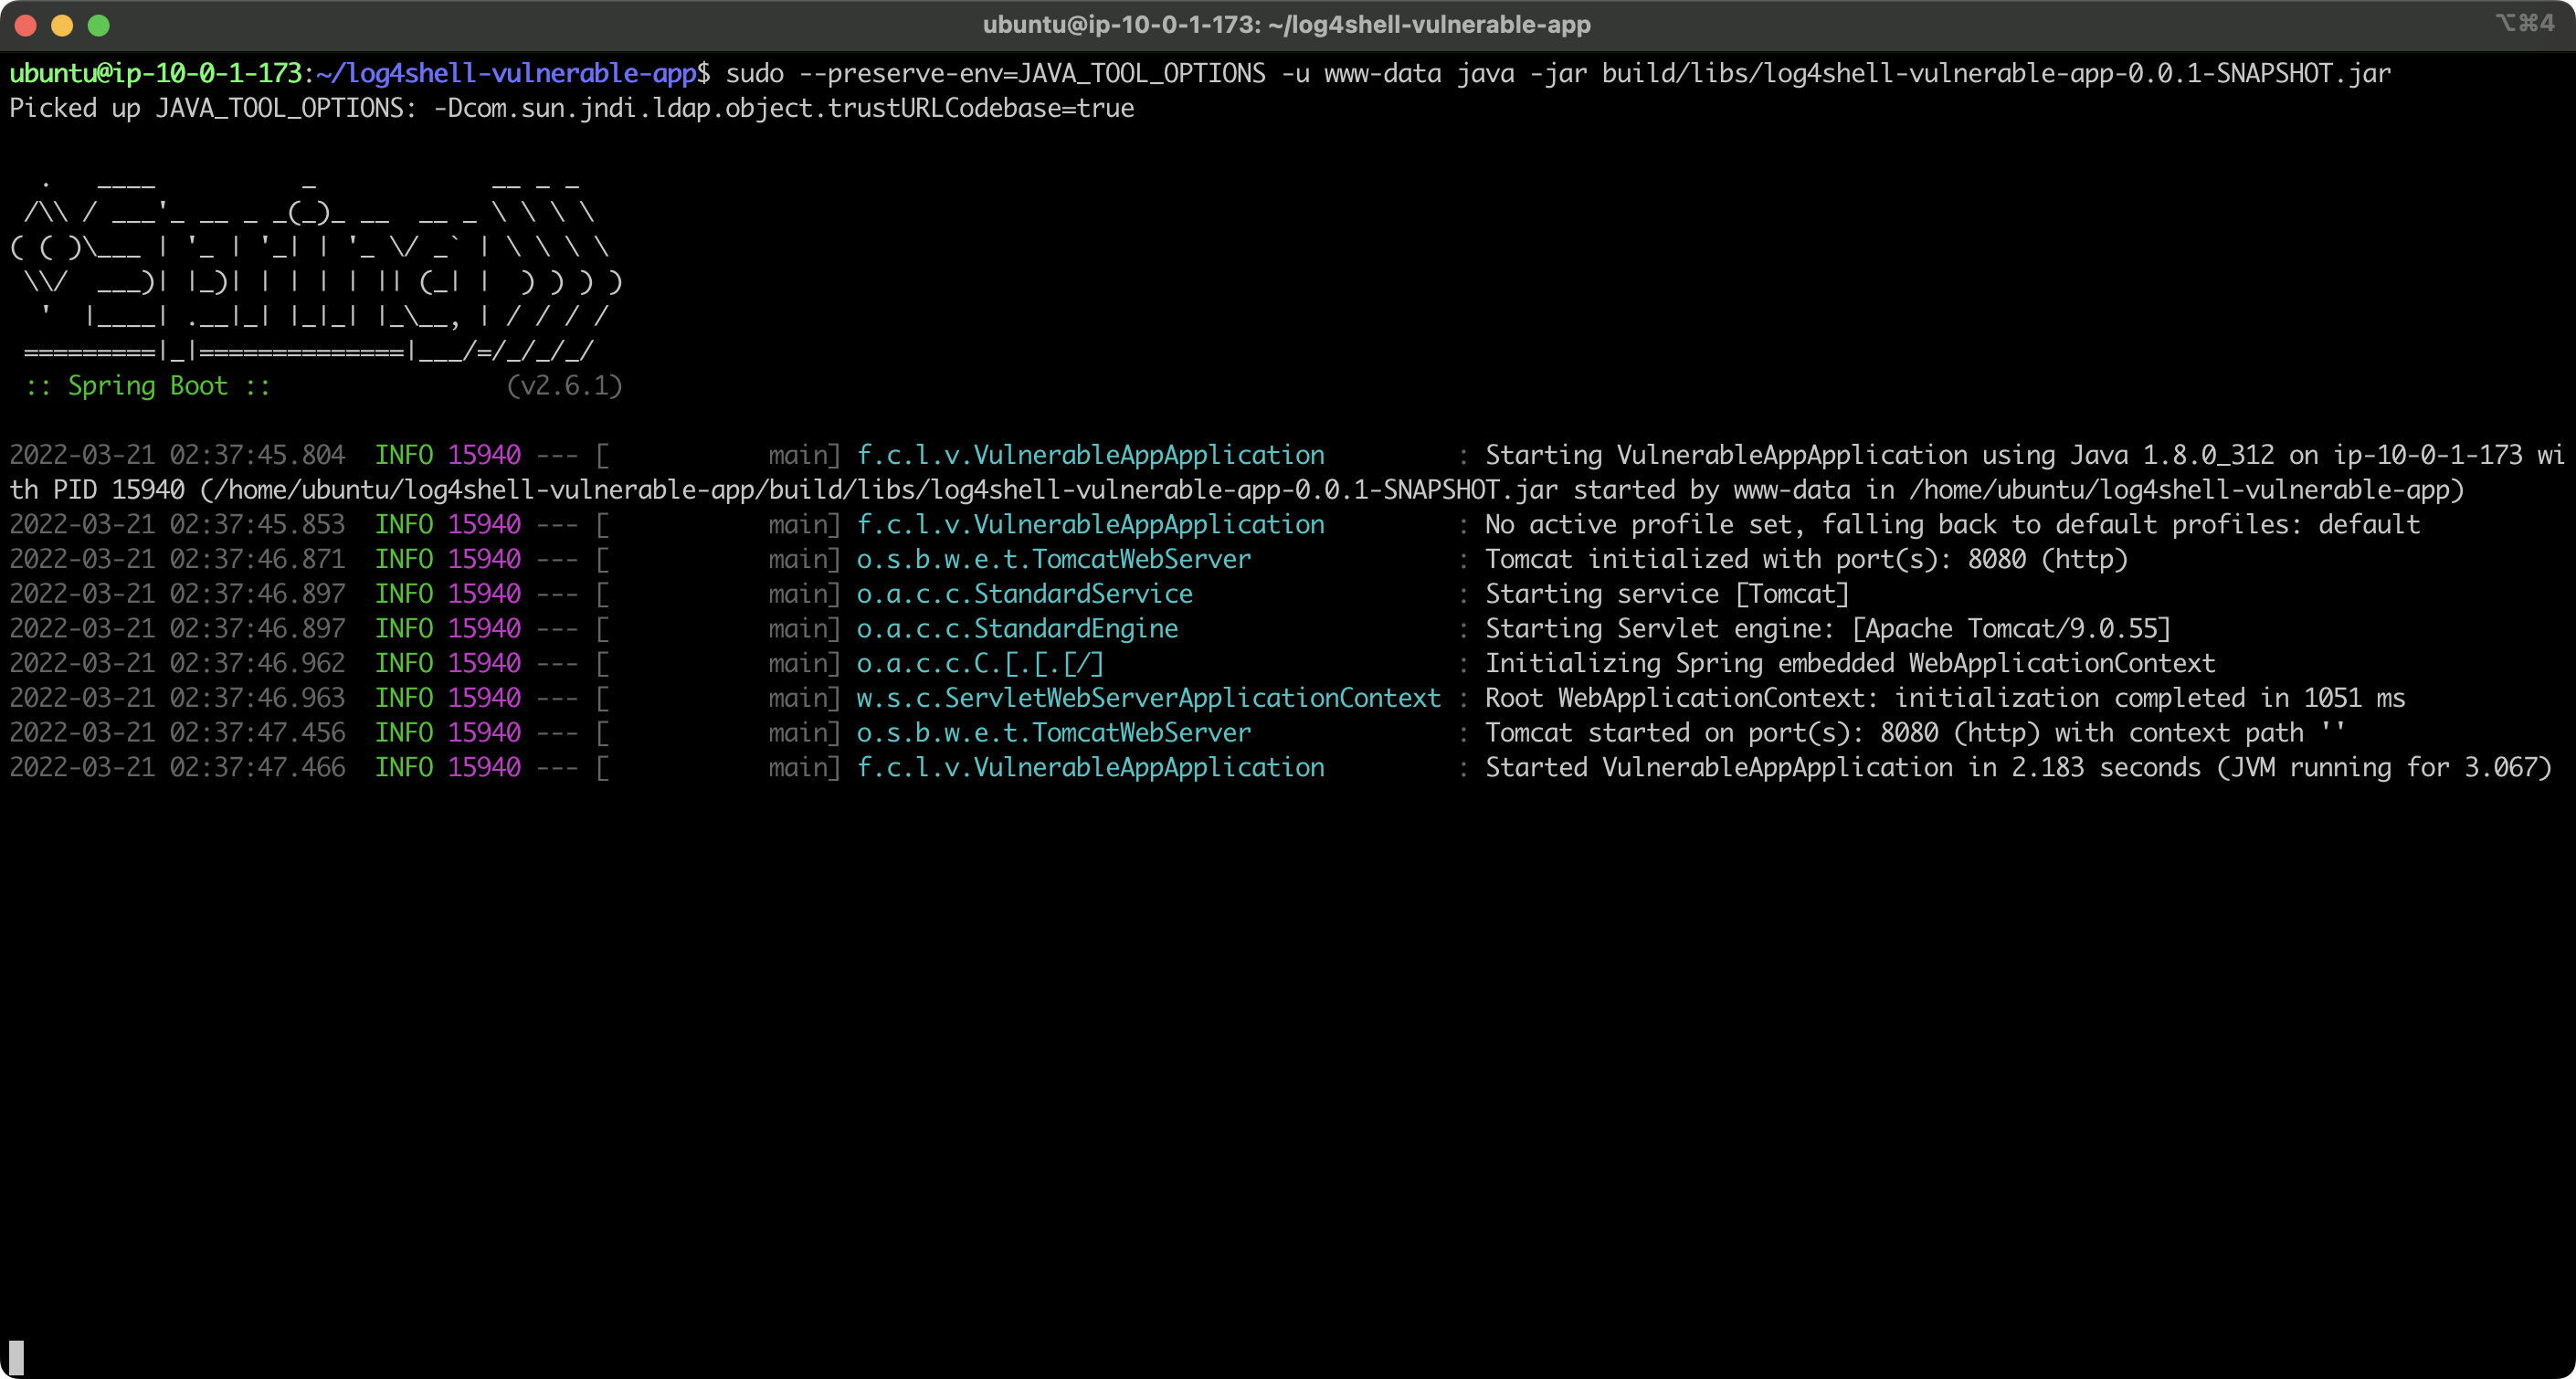 ubuntu@ip-10-0-1-173: ~/log4shell-vulnerable-app
⌥⌘4
ubuntu@ip-10-0-1-173:~/log4shell-vulnerable-app$ sudo --preserve-env=JAVA_TOOL_OPTIONS -u www-data java -jar build/libs/log4shell-vulnerable-app-0.0.1-SNAPSHOT.jar
Picked up JAVA_TOOL_OPTIONS: -Dcom.sun.jndi.ldap.object.trustURLCodebase=true

  .   ____          _            __ _ _
 /\\ / ___'_ __ _ _(_)_ __  __ _ \ \ \ \
( ( )\___ | '_ | '_| | '_ \/ _` | \ \ \ \
 \\/  ___)| |_)| | | | | || (_| |  ) ) ) )
  '  |____| .__|_| |_|_| |_\__, | / / / /
 =========|_|==============|___/=/_/_/_/
 :: Spring Boot ::                (v2.6.1)

2022-03-21 02:37:45.804  INFO 15940 --- [           main] f.c.l.v.VulnerableAppApplication         : Starting VulnerableAppApplication using Java 1.8.0_312 on ip-10-0-1-173 wi
th PID 15940 (/home/ubuntu/log4shell-vulnerable-app/build/libs/log4shell-vulnerable-app-0.0.1-SNAPSHOT.jar started by www-data in /home/ubuntu/log4shell-vulnerable-app)
2022-03-21 02:37:45.853  INFO 15940 --- [           main] f.c.l.v.VulnerableAppApplication         : No active profile set, falling back to default profiles: default
2022-03-21 02:37:46.871  INFO 15940 --- [           main] o.s.b.w.e.t.TomcatWebServer              : Tomcat initialized with port(s): 8080 (http)
2022-03-21 02:37:46.897  INFO 15940 --- [           main] o.a.c.c.StandardService                  : Starting service [Tomcat]
2022-03-21 02:37:46.897  INFO 15940 --- [           main] o.a.c.c.StandardEngine                   : Starting Servlet engine: [Apache Tomcat/9.0.55]
2022-03-21 02:37:46.962  INFO 15940 --- [           main] o.a.c.c.C.[.[.[/]                        : Initializing Spring embedded WebApplicationContext
2022-03-21 02:37:46.963  INFO 15940 --- [           main] w.s.c.ServletWebServerApplicationContext : Root WebApplicationContext: initialization completed in 1051 ms
2022-03-21 02:37:47.456  INFO 15940 --- [           main] o.s.b.w.e.t.TomcatWebServer              : Tomcat started on port(s): 8080 (http) with context path ''
2022-03-21 02:37:47.466  INFO 15940 --- [           main] f.c.l.v.VulnerableAppApplication         : Started VulnerableAppApplication in 2.183 seconds (JVM running for 3.067)